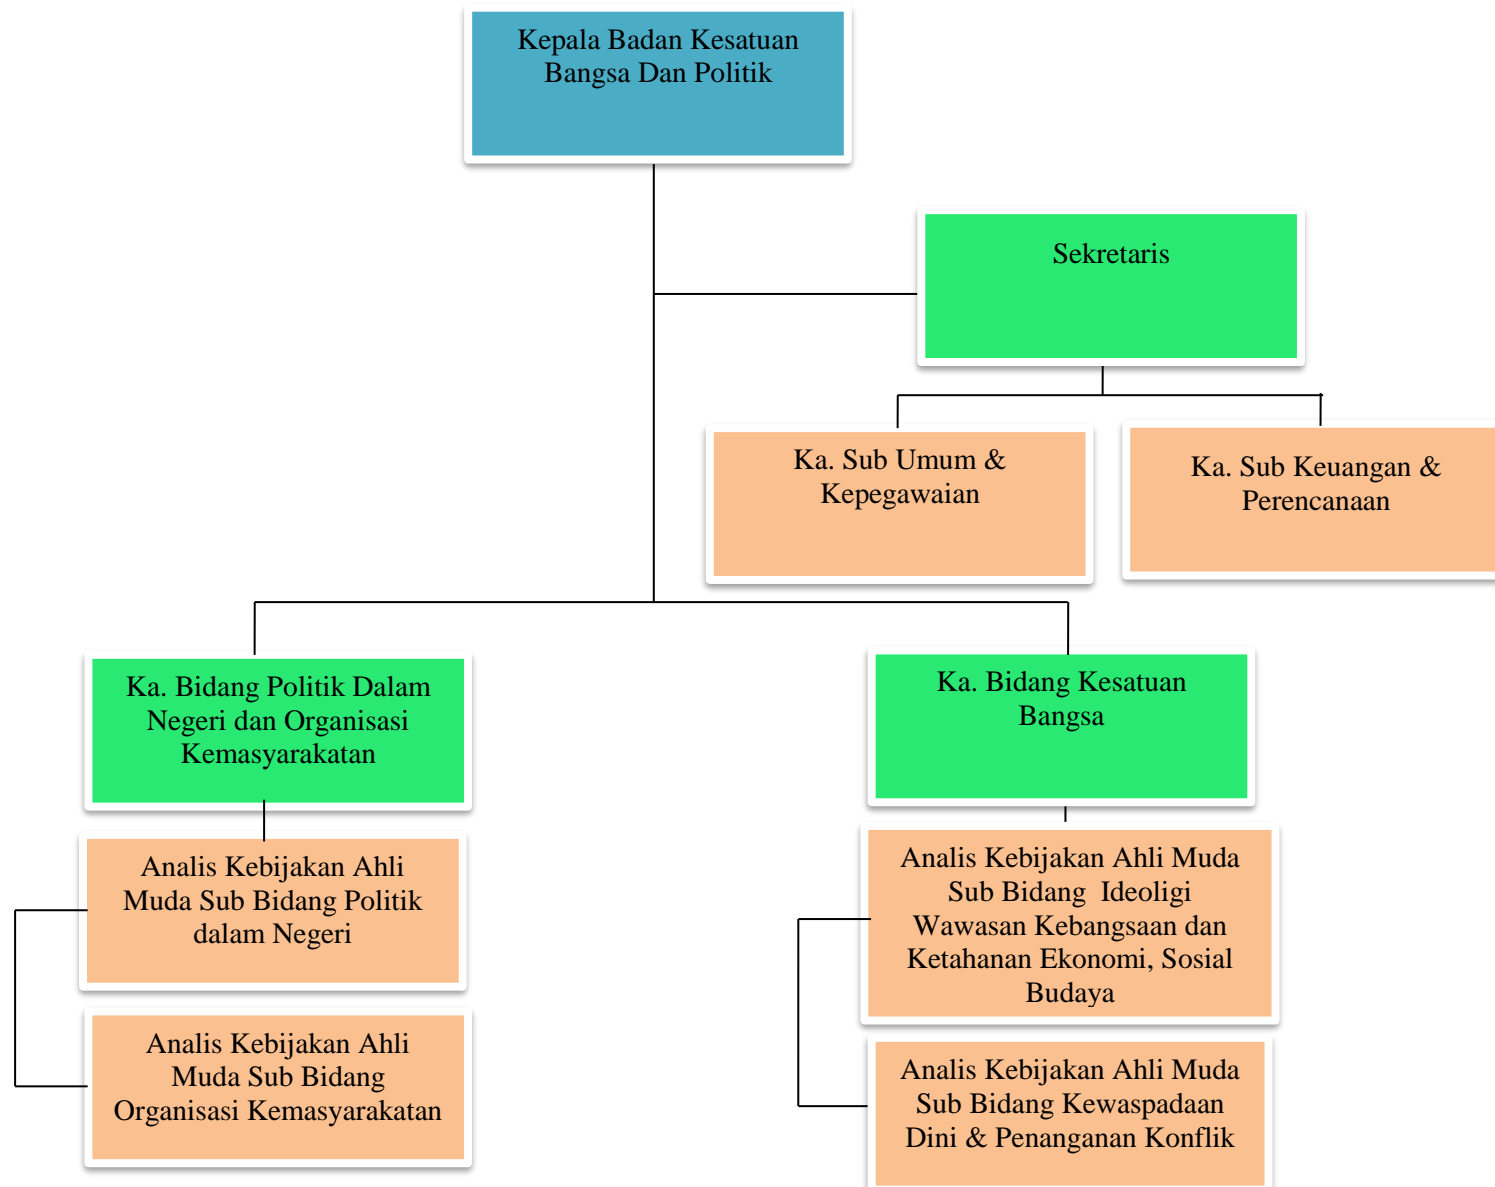 Kepala Badan Kesatuan
Bangsa Dan Politik
Sekretaris
Ka. Sub Umum &
Kepegawaian
Ka. Sub Keuangan &
Perencanaan
Ka. Bidang Politik Dalam
Negeri dan Organisasi
Kemasyarakatan
Ka. Bidang Kesatuan
Bangsa
Analis Kebijakan Ahli
Muda Sub Bidang Politik
dalam Negeri
Analis Kebijakan Ahli
Muda Sub Bidang
Organisasi Kemasyarakatan
Analis Kebijakan Ahli Muda
Sub Bidang  Ideoligi
Wawasan Kebangsaan dan
Ketahanan Ekonomi, Sosial
Budaya
Analis Kebijakan Ahli Muda
Sub Bidang Kewaspadaan
Dini & Penanganan Konflik